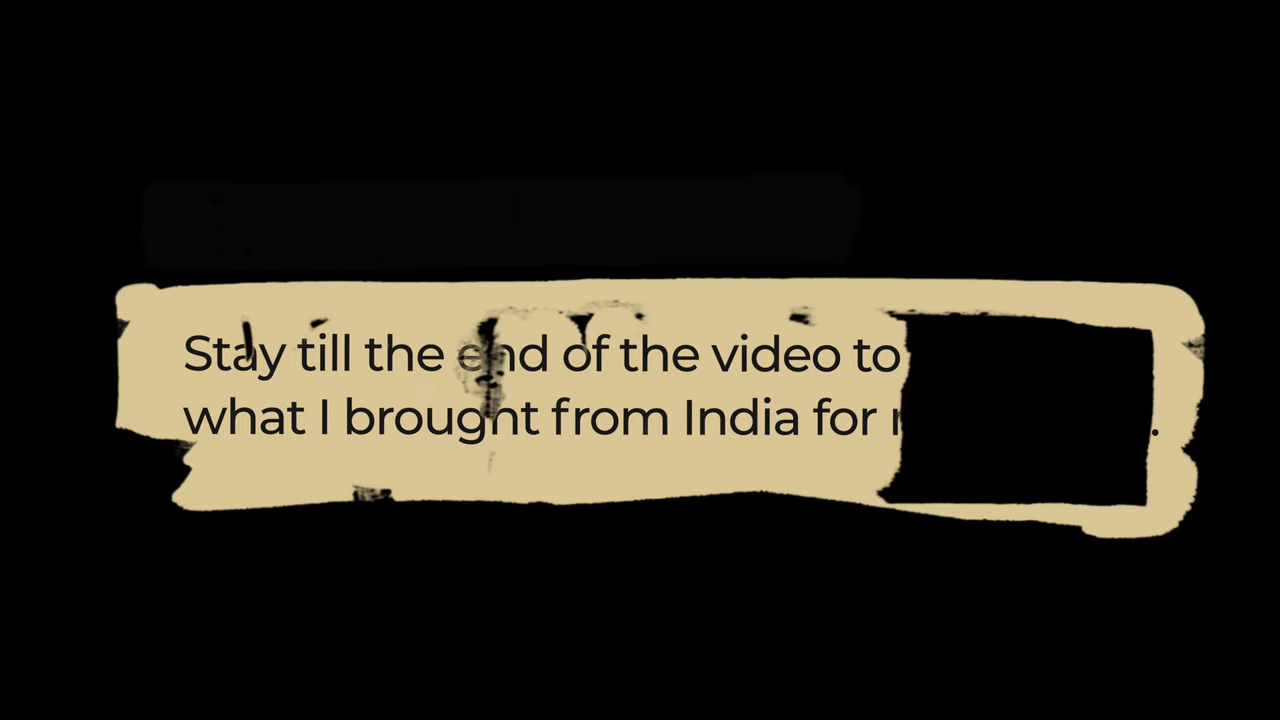 Stay till the end of the video to
what I brought from India for